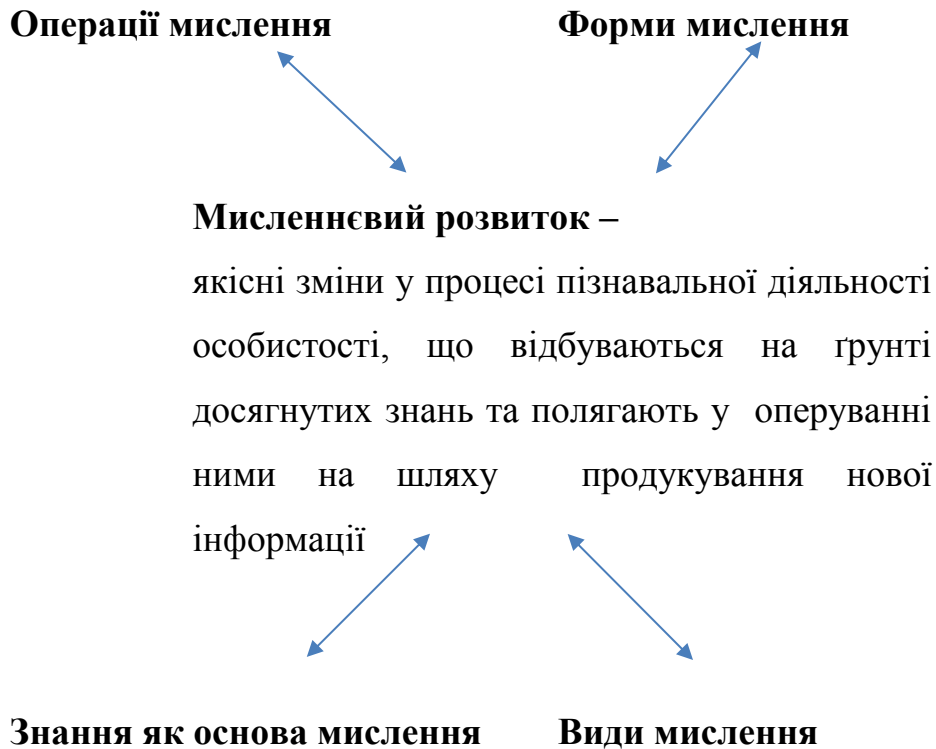 Операції мислення Форми мислення
Мисленнєвий розвиток –
якісні зміни у процесі пізнавальної діяльності
особистості, що відбуваються на ґрунті
досягнутих знань та полягають у оперуванні
ними на шляху продукування нової
інформації
Знання як основа мислення Види мислення